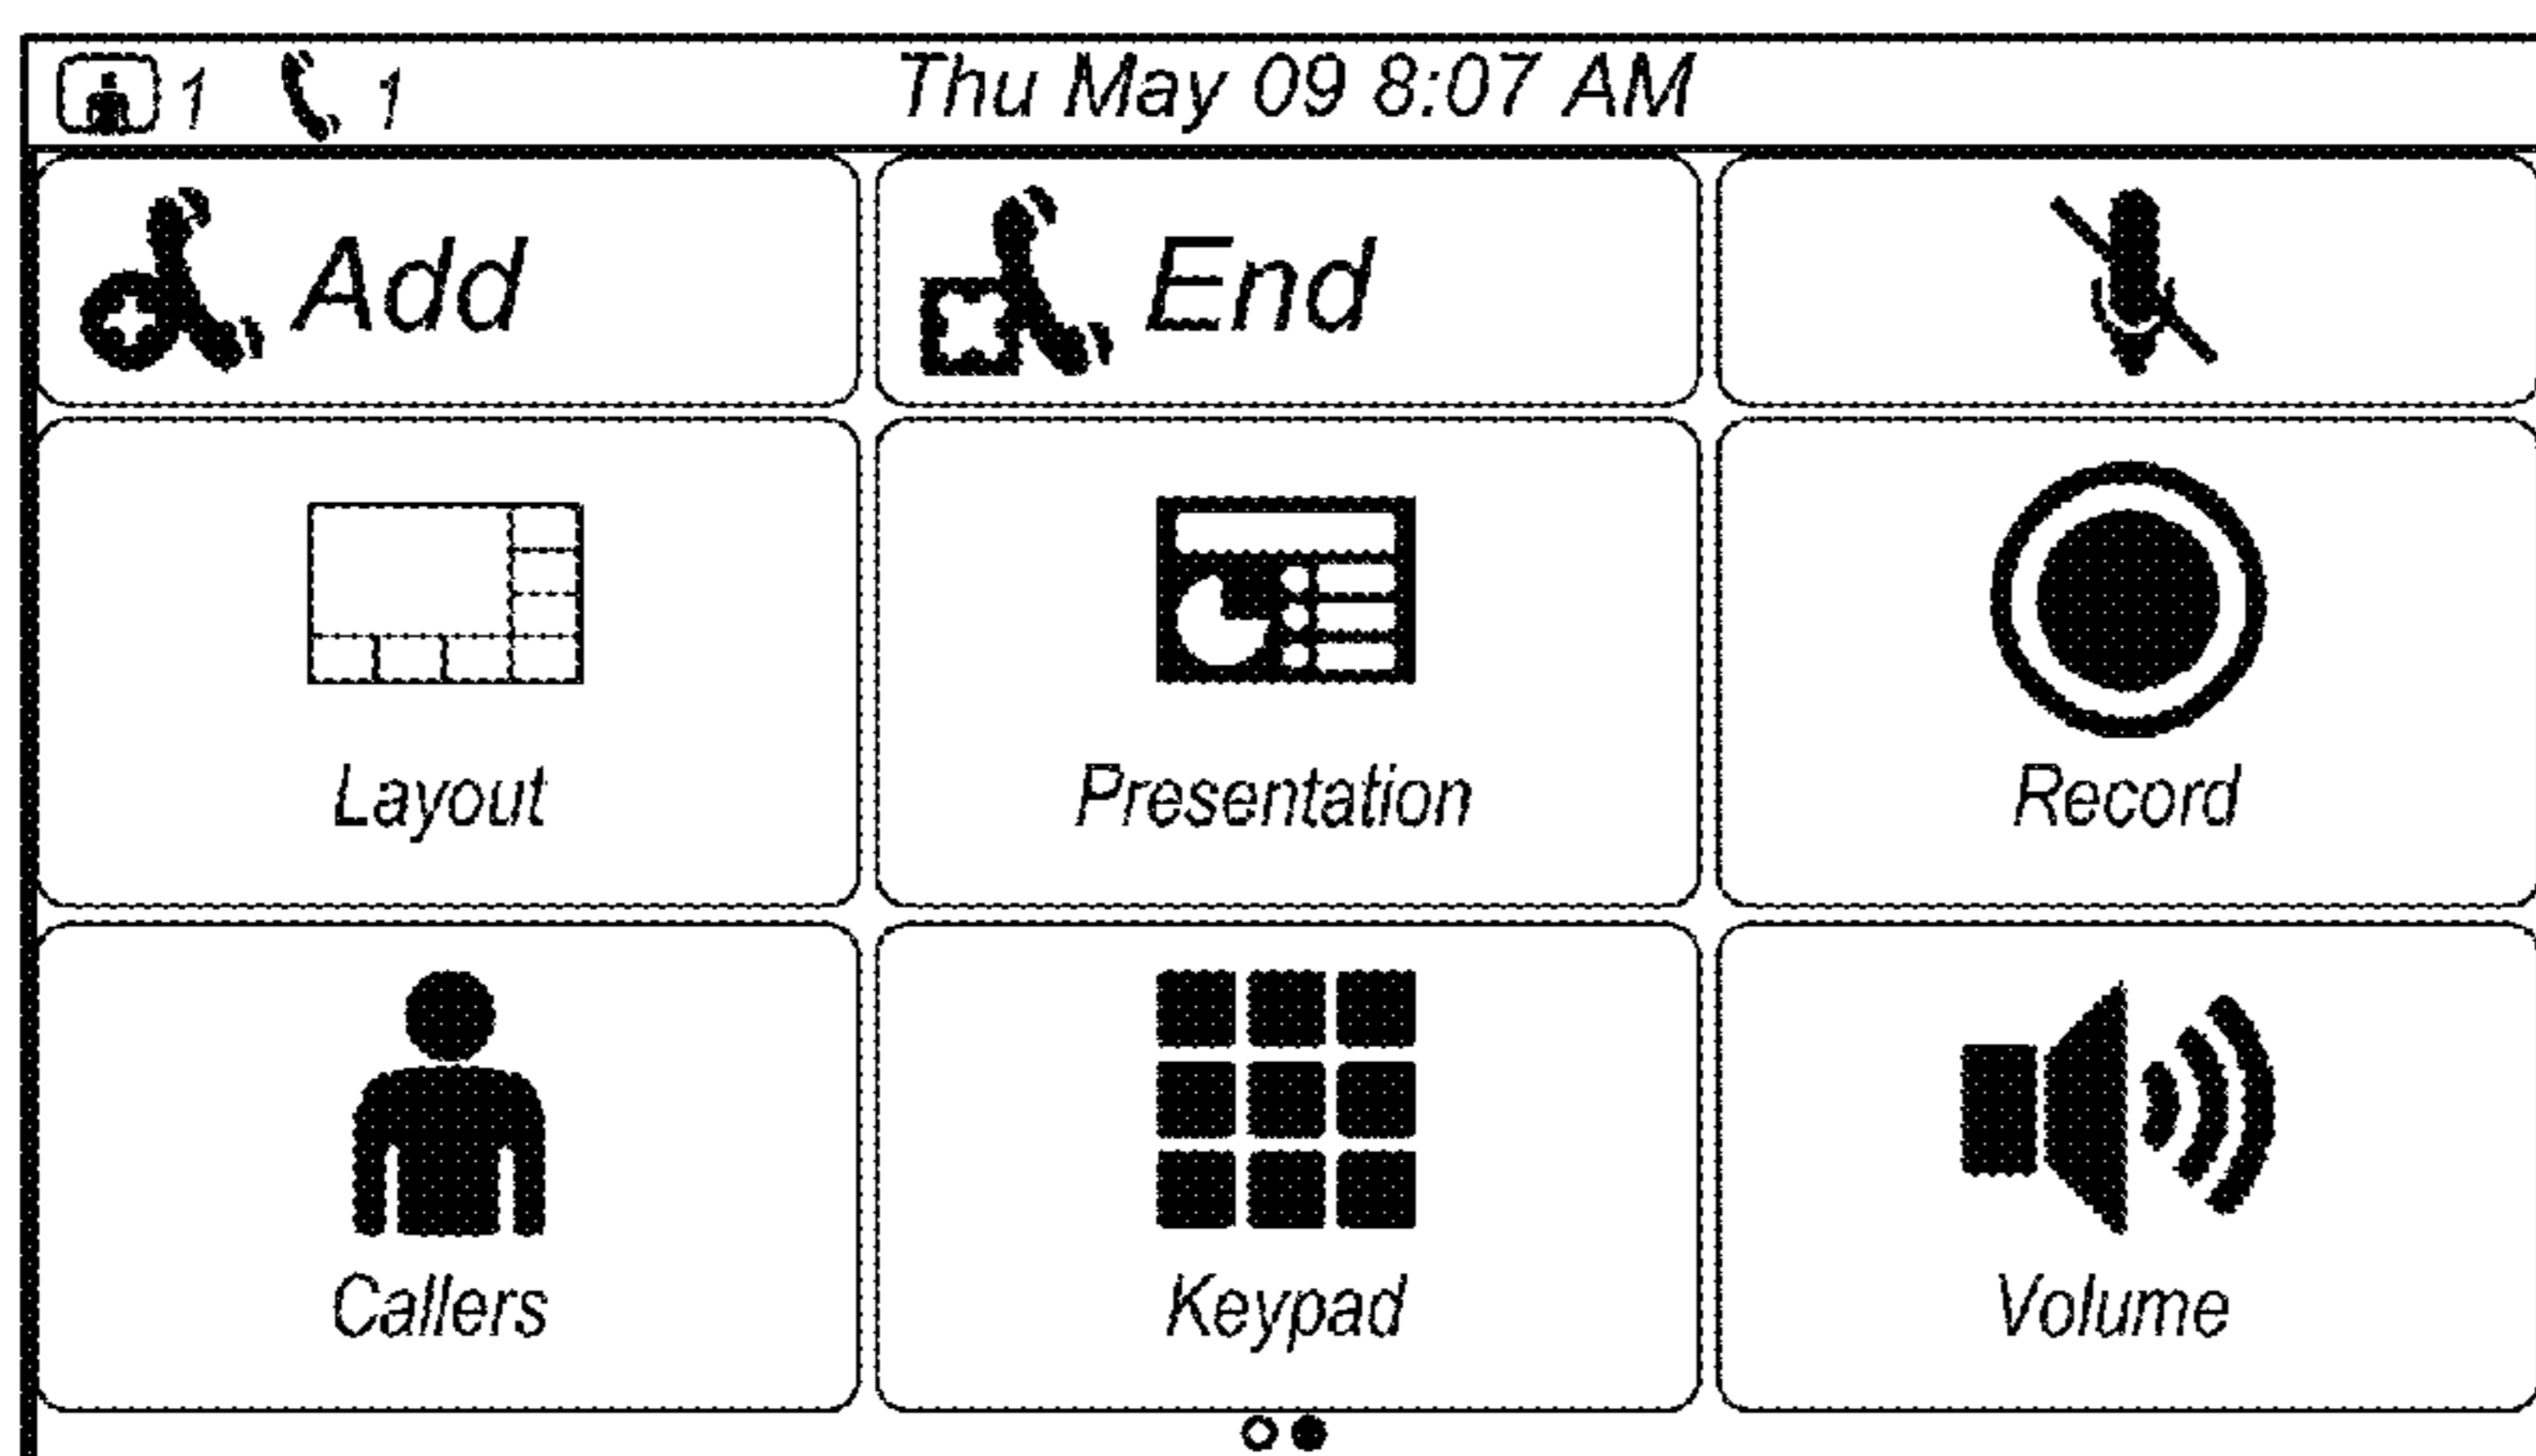 1 1 Thu May 09 8:07 AM
Add End
Layout Presentation Record
Callers Keypad Volume